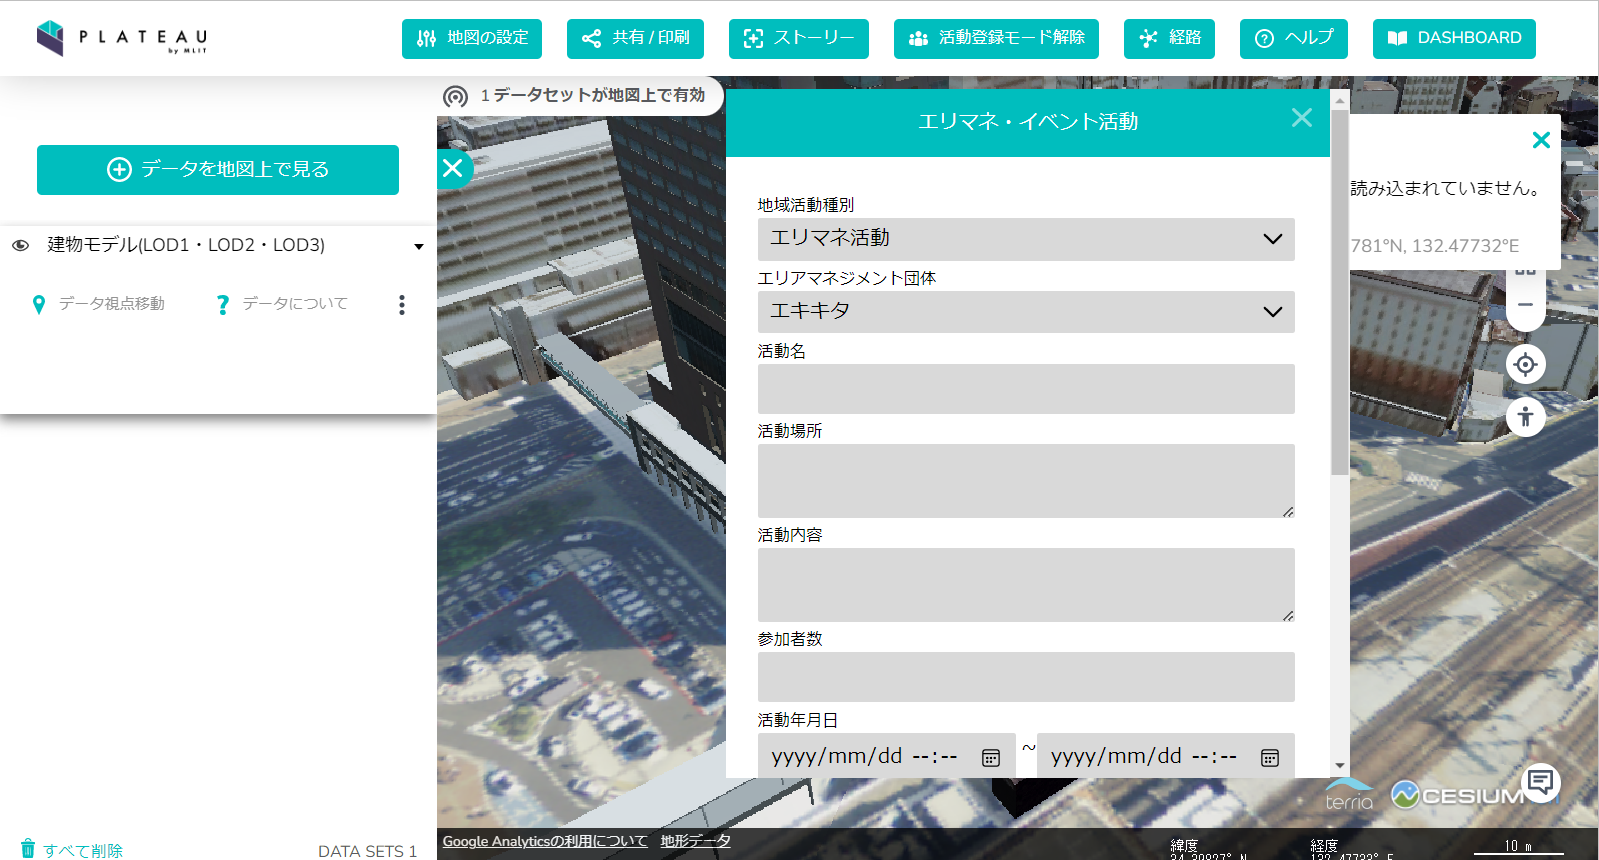 PLATEAU
by MLIT
地図の設定
共有 / 印刷
ストーリー
活動登録モード解除
経路
ヘルプ
DASHBOARD
データを地図上で見る
建物モデル(LOD1・LOD2・LOD3)
データ視点移動
データについて
すべて削除
DATA SETS 1
1 データセットが地図上で有効
エリマネ・イベント活動
地域活動種別
エリマネ活動
エリアマネジメント団体
エキキタ
活動名
活動場所
活動内容
参加者数
活動年月日
yyyy/mm/dd --:--
~
yyyy/mm/dd --:--
読み込まれていません。
781°N, 132.47732°E
terria
CESIUM
Google Analyticsの利用について
地形データ
緯度
経度
10 m